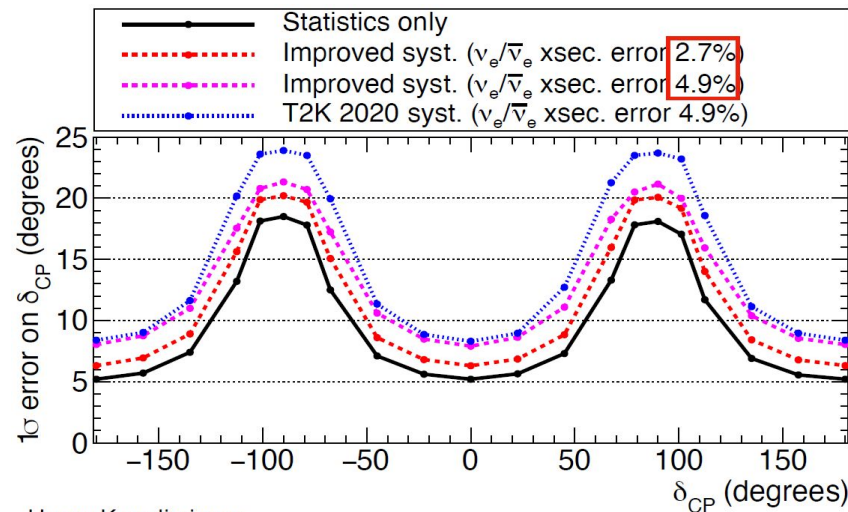 Statistics only
Improved syst. (νe/ν̅e xsec. error 2.7%)
Improved syst. (νe/ν̅e xsec. error 4.9%)
T2K 2020 syst. (νe/ν̅e xsec. error 4.9%)
1σ error on δCP (degrees)
25
20
15
10
5
0
−150 −100 −50 0 50 100 150
δCP (degrees)